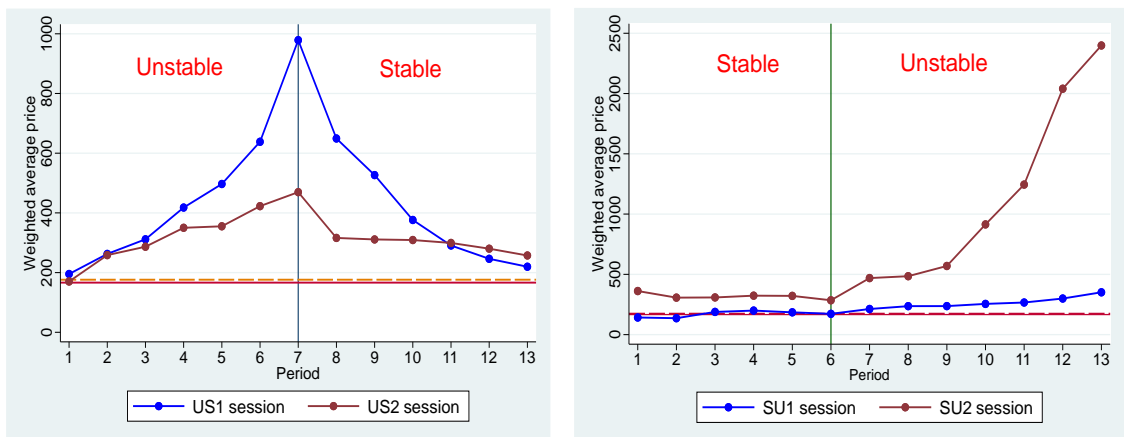 Unstable
Stable
Weighted average price
1000
800
600
400
200
0
1 2 3 4 5 6 7 8 9 10 11 12 13
Period
US1 session US2 session
Stable
Unstable
Weighted average price
2500
2000
1500
1000
500
0
1 2 3 4 5 6 7 8 9 10 11 12 13
Period
SU1 session SU2 session